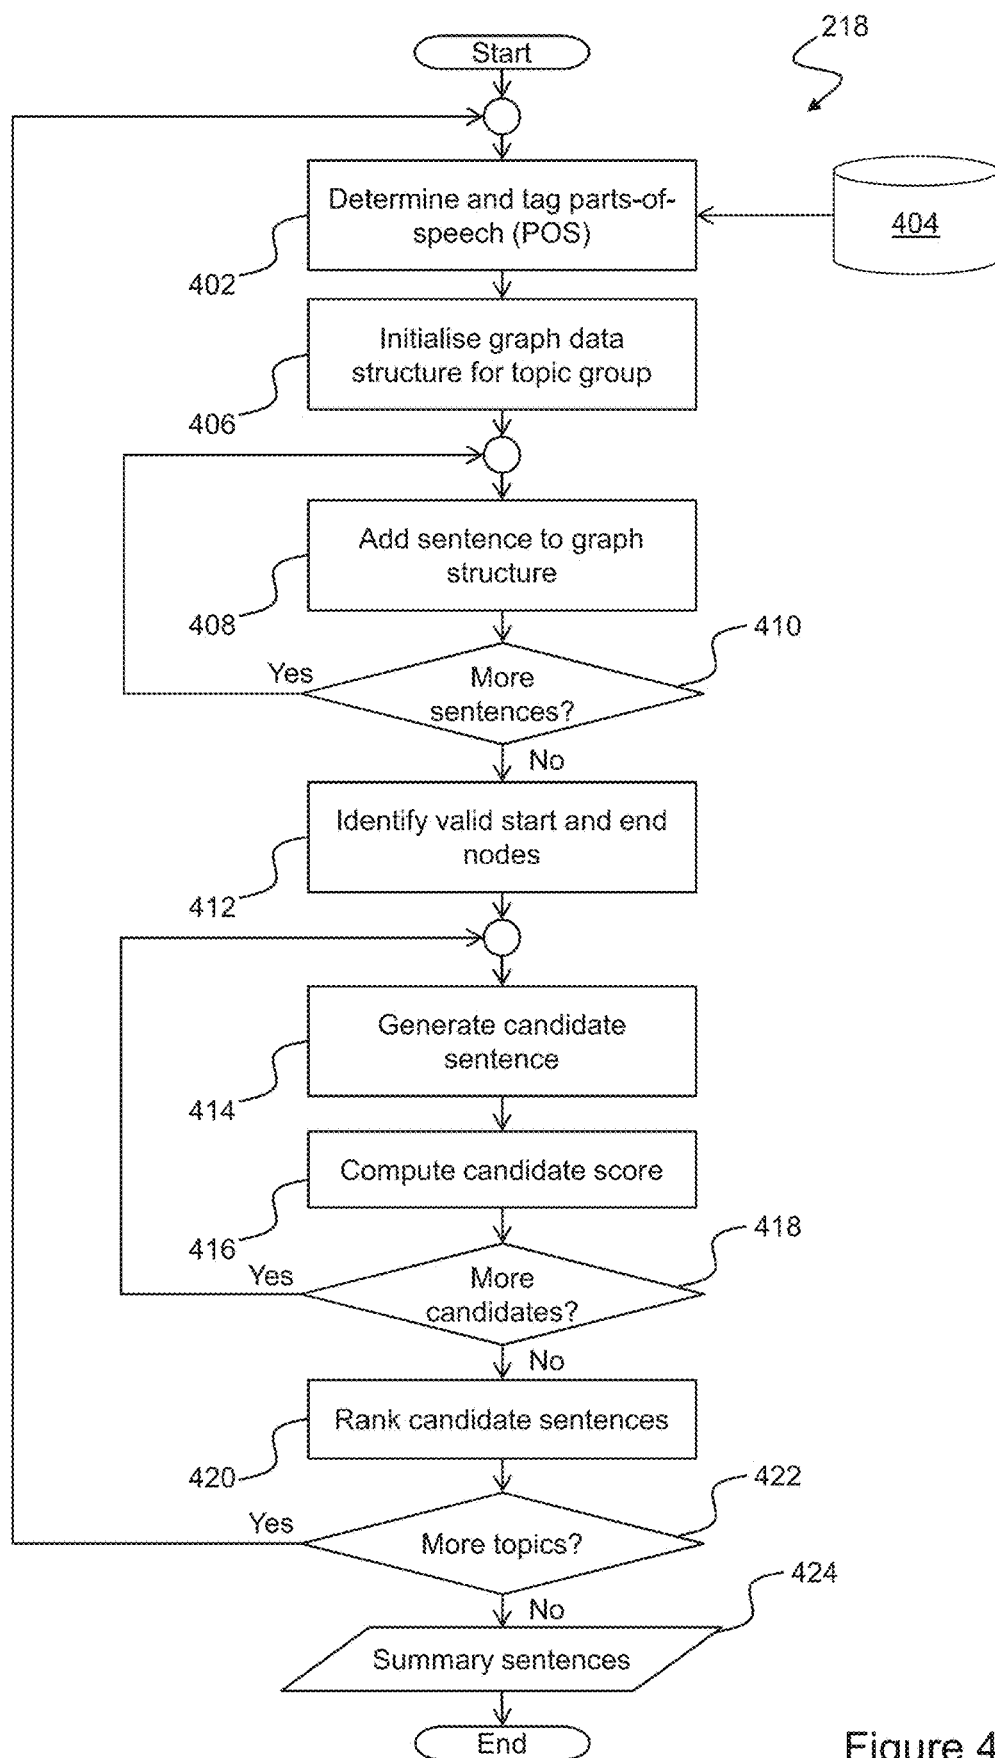 Start
218
Determine and tag parts-of-
speech (POS)
404
402
Initialise graph data
structure for topic group
406
Add sentence to graph
structure
408
410
Yes
More
sentences?
No
Identify valid start and end
nodes
412
Generate candidate
sentence
414
Compute candidate score
416
418
Yes
More
candidates?
No
Rank candidate sentences
420
422
Yes
More topics?
424
No
Summary sentences
End
Figure 4